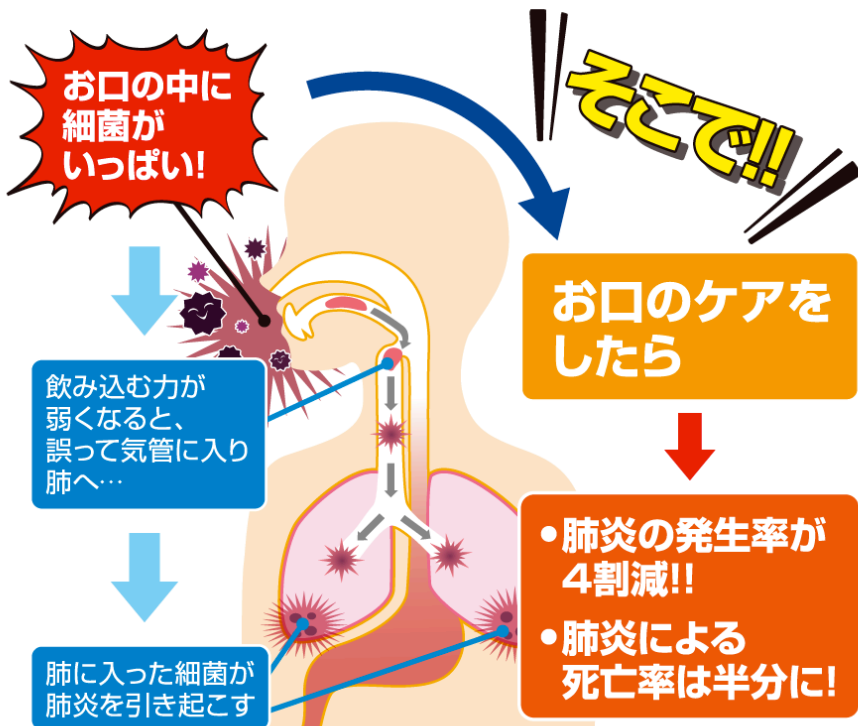 お口の中に
細菌が
いっぱい!
そこで!!
お口のケアを
したら
飲み込む力が
弱くなると、
誤って気管に入り
肺へ…
肺に入った細菌が
肺炎を引き起こす
•肺炎の発生率が
4割減!!
•肺炎による
死亡率は半分に!